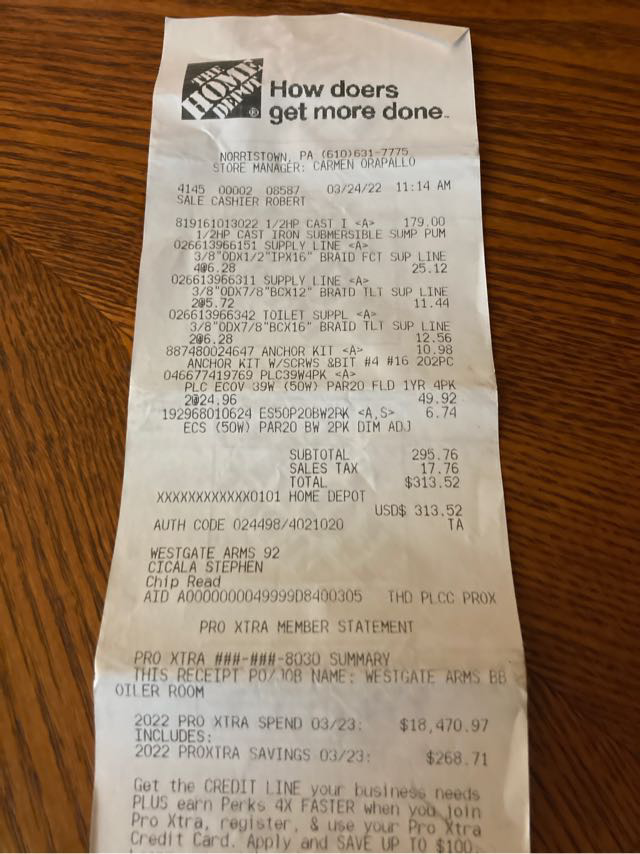 THE HOME DEPOT ®
How doers
get more done™
NORRISTOWN, PA (610)631-7775
STORE MANAGER: CARMEN ORAPALLO
4145 00002 08587 03/24/22 11:14 AM
SALE CASHIER ROBERT
819161013022 1/2HP CAST I <A> 179.00
1/2HP CAST IRON SUBMERSIBLE SUMP PUM
026613966151 SUPPLY LINE <A>
3/8"ODX1/2"IPX16" BRAID FCT SUP LINE
4@6.28 25.12
026613966311 SUPPLY LINE <A>
3/8"ODX7/8"BCX12" BRAID TLT SUP LINE
2@5.72 11.44
026613966342 TOILET SUPPL <A>
3/8"ODX7/8"BCX16" BRAID TLT SUP LINE
2@6.28 12.56
887480024647 ANCHOR KIT <A> 10.98
ANCHOR KIT W/SCRWS &BIT #4 #16 202PC
046677419769 PLC39W4PK <A>
PLC ECOV 39W (50W) PAR20 FLD 1YR 4PK
2@24.96 49.92
192968010624 ES50P20BW2PK <A,S> 6.74
ECS (50W) PAR20 BW 2PK DIM ADJ
SUBTOTAL 295.76
SALES TAX 17.76
TOTAL $313.52
XXXXXXXXXXXX0101 HOME DEPOT
USD$ 313.52
AUTH CODE 024498/4021020 TA
WESTGATE ARMS 92
CICALA STEPHEN
Chip Read
AID A0000000049999D8400305 THD PLCC PROX
PRO XTRA MEMBER STATEMENT
PRO XTRA ###-###-8030 SUMMARY
THIS RECEIPT PO/JOB NAME: WESTGATE ARMS BB
OILER ROOM
2022 PRO XTRA SPEND 03/23: $18,470.97
INCLUDES:
2022 PROXTRA SAVINGS 03/23: $268.71
Get the CREDIT LINE your business needs
PLUS earn Perks 4X FASTER when you join
Pro Xtra, register, & use your Pro Xtra
Credit Card. Apply and SAVE UP TO $100